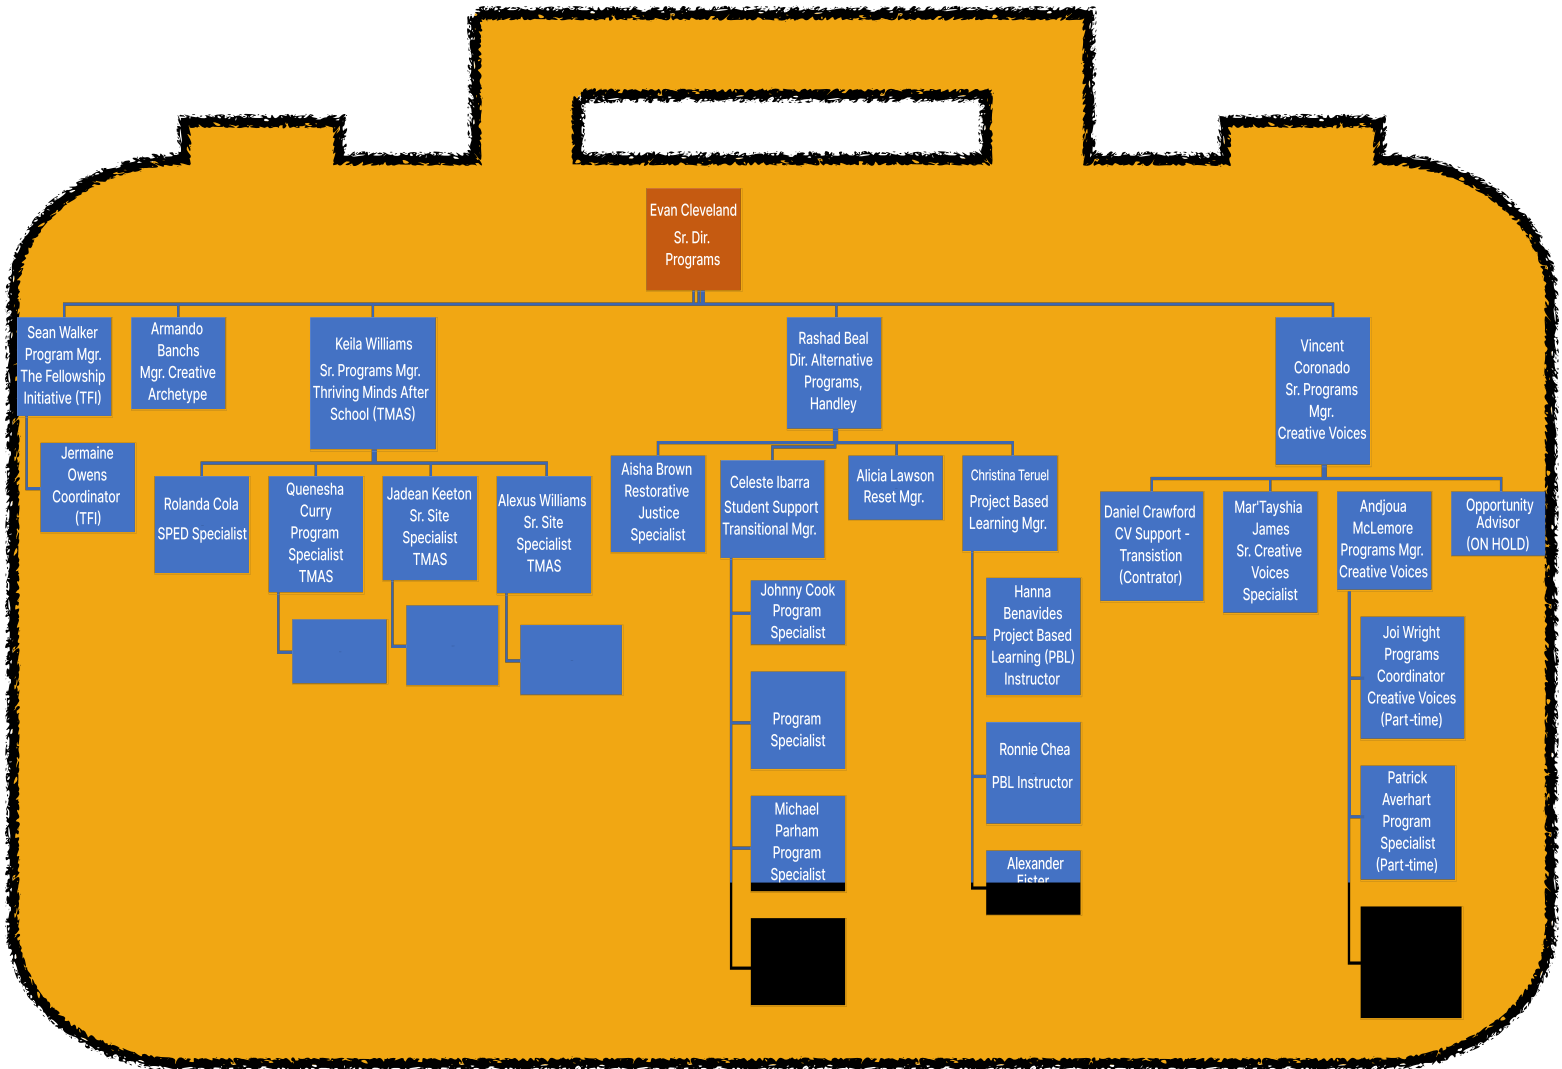 Evan Cleveland
Sr. Dir.
Programs
Sean Walker
Program Mgr.
The Fellowship
Initiative (TFI)
Jermaine
Owens
Coordinator
(TFI)
Armando
Banchs
Mgr. Creative
Archetype
Keila Williams
Sr. Programs Mgr.
Thriving Minds After
School (TMAS)
Rolanda Cola
SPED Specialist
Quenesha
Curry
Program
Specialist
TMAS
Jadean Keeton
Sr. Site
Specialist
TMAS
Alexus Williams
Sr. Site
Specialist
TMAS
Rashad Beal
Dir. Alternative
Programs,
Handley
Aisha Brown
Restorative
Justice
Specialist
Celeste Ibarra
Student Support
Transitional Mgr.
Johnny Cook
Program
Specialist
Program
Specialist
Michael
Parham
Program
Specialist
Alicia Lawson
Reset Mgr.
Christina Teruel
Project Based
Learning Mgr.
Hanna
Benavides
Project Based
Learning (PBL)
Instructor
Ronnie Chea
PBL Instructor
Alexander
Vincent
Coronado
Sr. Programs
Mgr.
Creative Voices
Daniel Crawford
CV Support -
Transistion
(Contrator)
Mar'Tayshia
James
Sr. Creative
Voices
Specialist
Andjoua
McLemore
Programs Mgr.
Creative Voices
Joi Wright
Programs
Coordinator
Creative Voices
(Part-time)
Patrick
Averhart
Program
Specialist
(Part-time)
Opportunity
Advisor
(ON HOLD)